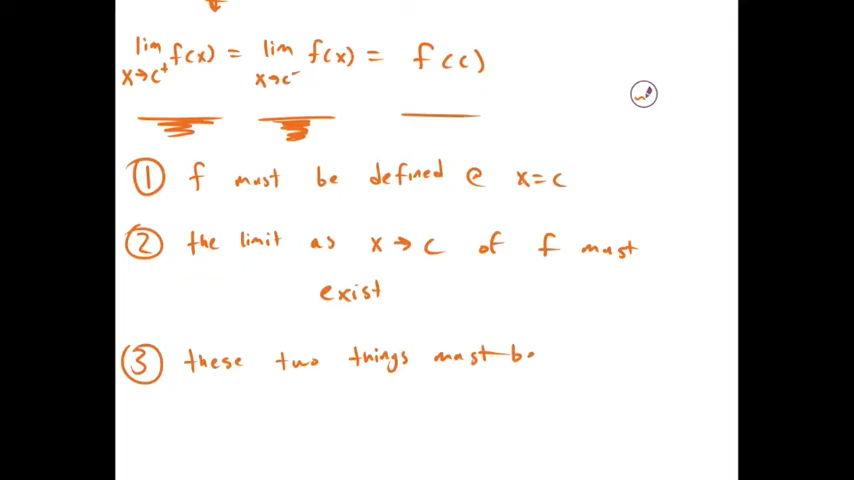 lim f(x) = lim f(x) = f(c)
x→c⁺ x→c⁻
① f must be defined @ x=c
② the limit as x → c of f must
exist
③ these two things must be